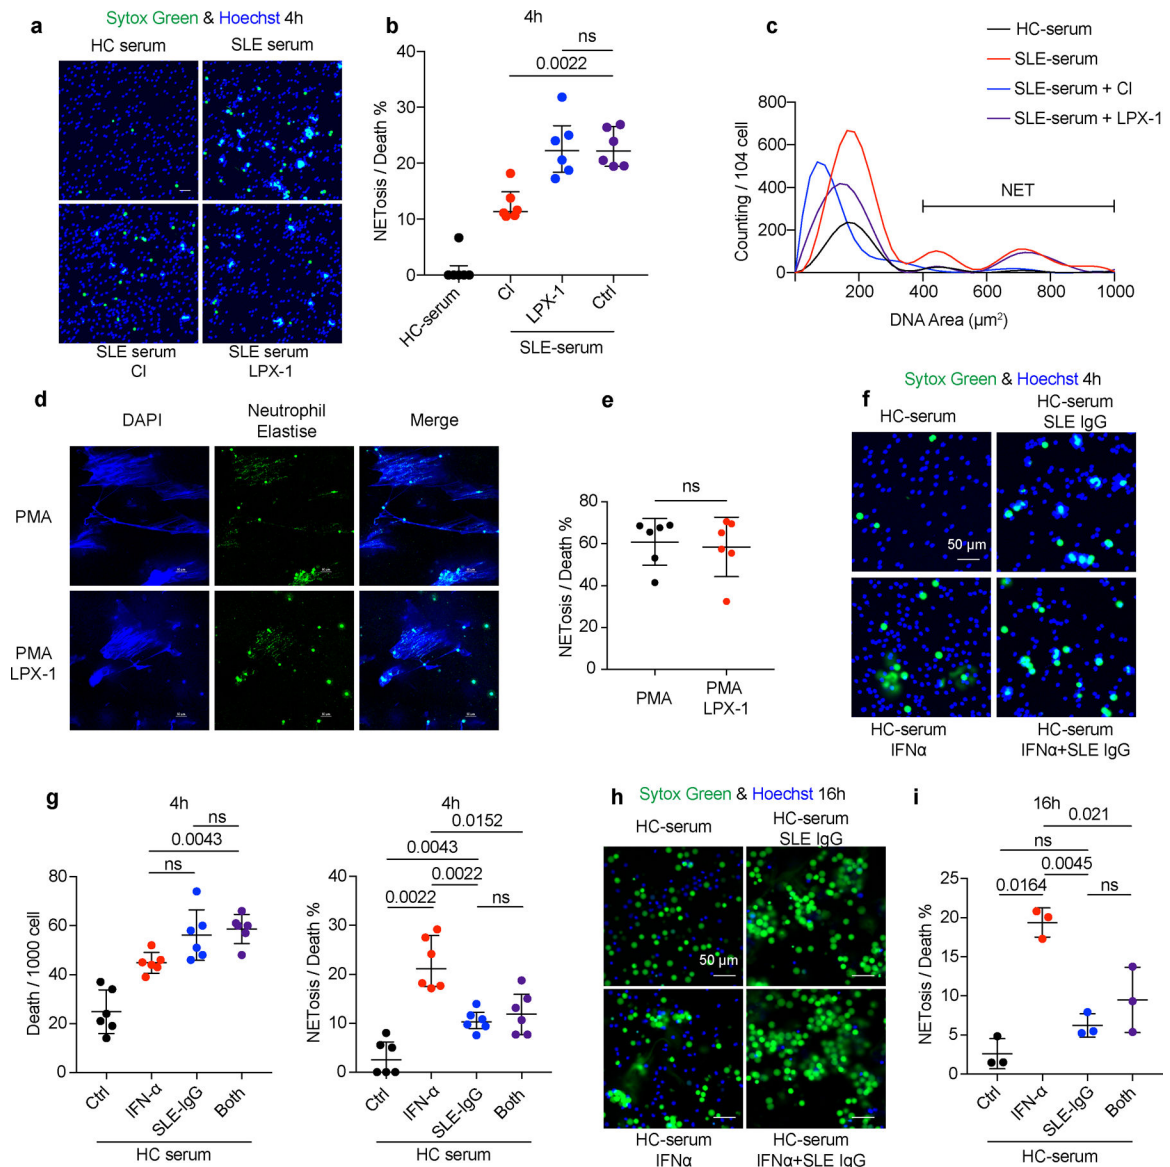 a
Sytox Green & Hoechst 4h
HC serum
SLE serum
SLE serum
CI
SLE serum
LPX-1
b
4h
ns
0.0022
NETosis / Death %
40
30
20
10
0
HC-serum
CI
LPX-1
Ctrl
SLE-serum
c
HC-serum
SLE-serum
SLE-serum + CI
SLE-serum + LPX-1
Counting / 104 cell
800
600
400
200
0
NET
200
400
600
800
1000
DNA Area (µm²)
d
DAPI
Neutrophil
Elastise
Merge
PMA
PMA
LPX-1
e
ns
NETosis / Death %
80
60
40
20
0
PMA
PMA
LPX-1
f
Sytox Green & Hoechst 4h
HC-serum
HC-serum
SLE IgG
50 µm
HC-serum
IFNα
HC-serum
IFNα+SLE IgG
g
4h
ns
0.0043
ns
Death / 1000 cell
80
60
40
20
0
Ctrl
IFN-α
SLE-IgG
Both
HC serum
4h
0.0152
0.0043
0.0022
0.0022
ns
NETosis / Death %
40
30
20
10
0
Ctrl
IFN-α
SLE-IgG
Both
HC serum
h
Sytox Green & Hoechst 16h
HC-serum
HC-serum
SLE IgG
50 µm
HC-serum
IFNα
HC-serum
IFNα+SLE IgG
i
16h
0.021
ns
0.0045
0.0164
ns
NETosis / Death %
25
20
15
10
5
0
Ctrl
IFN-α
SLE-IgG
Both
HC-serum